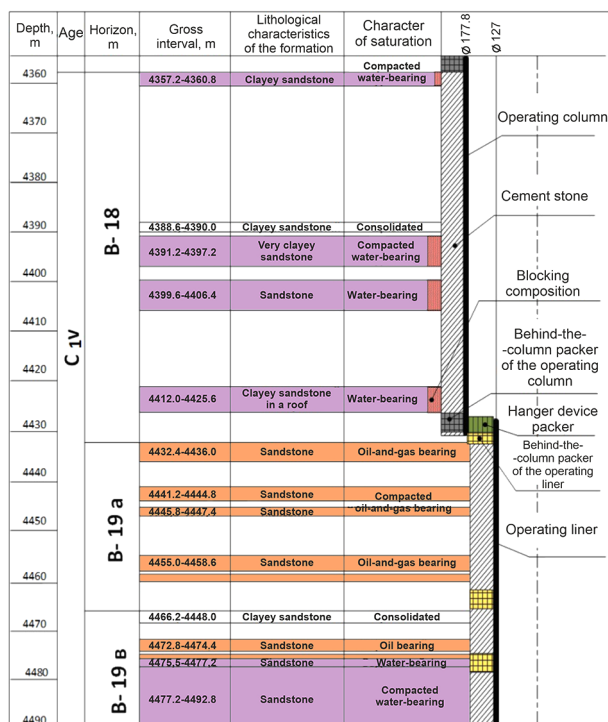 Depth,
m
Age
Horizon,
m
Gross
interval, m
Lithological
characteristics
of the formation
Character
of saturation
Ø 177.8
Ø 127
4360
4370
4380
4390
4400
4410
4420
4430
4440
4450
4460
4470
4480
4490
C 1v
B- 18
B- 19 a
B- 19 в
4357.2-4360.8
Clayey sandstone
Compacted
water-bearing
4388.6-4390.0
Clayey sandstone
Consolidated
4391.2-4397.2
Very clayey
sandstone
Compacted
water-bearing
4399.6-4406.4
Sandstone
Water-bearing
4412.0-4425.6
Clayey sandstone
in a roof
Water-bearing
4432.4-4436.0
Sandstone
Oil-and-gas bearing
4441.2-4444.8
Sandstone
Compacted
oil-and-gas bearing
4445.8-4447.4
Sandstone
4455.0-4458.6
Sandstone
Oil-and-gas bearing
4466.2-4448.0
Clayey sandstone
Consolidated
4472.8-4474.4
Sandstone
Oil bearing
4475.5-4477.2
Sandstone
Water-bearing
4477.2-4492.8
Sandstone
Compacted
water-bearing
Operating column
Cement stone
Blocking
composition
Behind-the-
-column packer
of the operating
column
Hanger device
packer
Behind-the-
-column packer
of the operating
liner
Operating liner